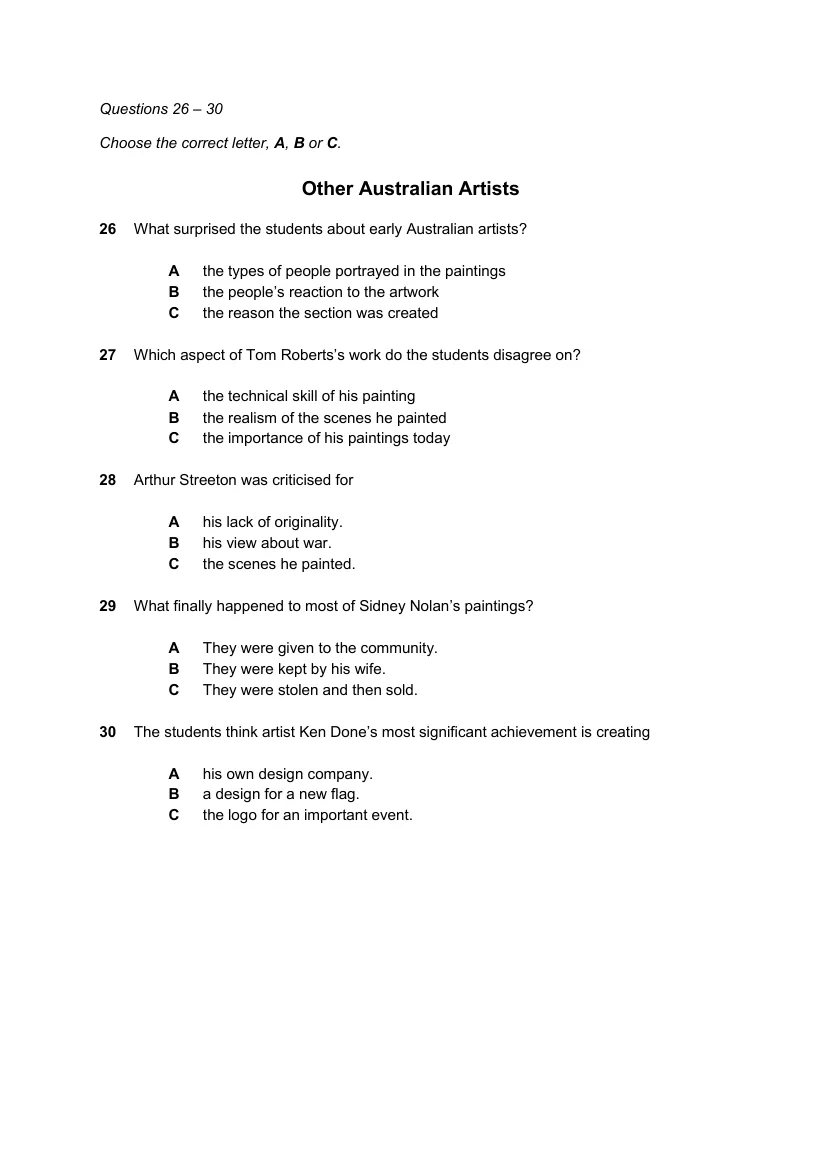 Questions 26 – 30
Choose the correct letter, A, B or C.
Other Australian Artists
26 What surprised the students about early Australian artists?
A the types of people portrayed in the paintings
B the people’s reaction to the artwork
C the reason the section was created
27 Which aspect of Tom Roberts’s work do the students disagree on?
A the technical skill of his painting
B the realism of the scenes he painted
C the importance of his paintings today
28 Arthur Streeton was criticised for
A his lack of originality.
B his view about war.
C the scenes he painted.
29 What finally happened to most of Sidney Nolan’s paintings?
A They were given to the community.
B They were kept by his wife.
C They were stolen and then sold.
30 The students think artist Ken Done’s most significant achievement is creating
A his own design company.
B a design for a new flag.
C the logo for an important event.